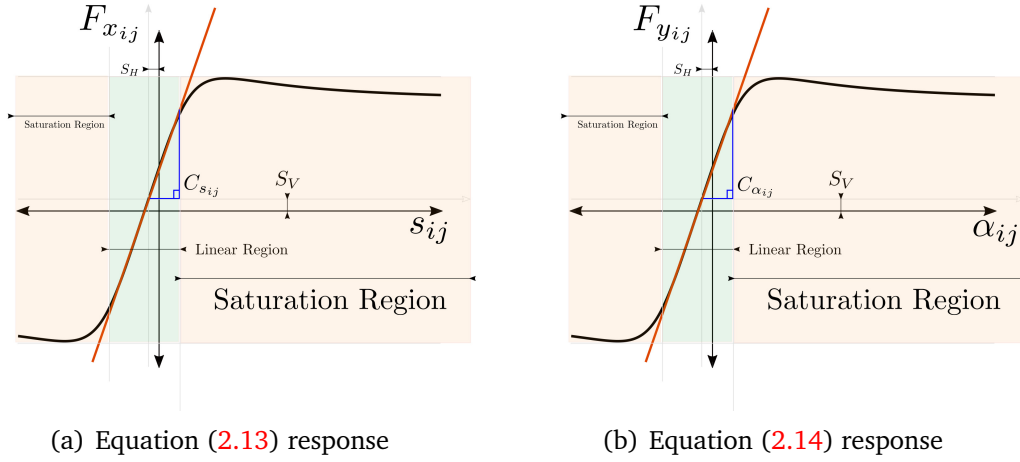 F_{x_{ij}}
S_H
Saturation Region
C_{s_{ij}}
S_V
s_{ij}
Linear Region
Saturation Region
(a) Equation (2.13) response
F_{y_{ij}}
S_H
Saturation Region
C_{α_{ij}}
S_V
α_{ij}
Linear Region
Saturation Region
(b) Equation (2.14) response